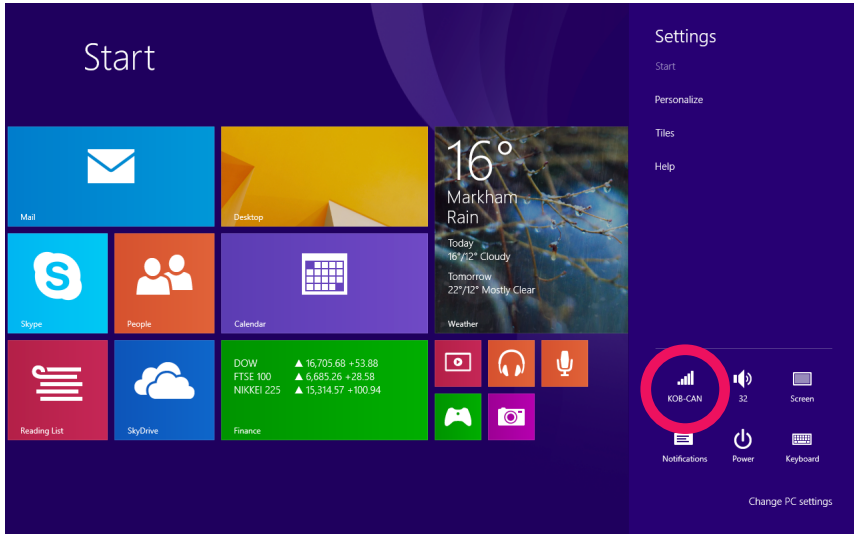 Start
Mail
Desktop
16°
Markham
Rain
Today
16°/12° Cloudy
Tomorrow
22°/12° Mostly Clear
Weather
S
Skype
People
Calendar
Reading List
SkyDrive
DOW ▲ 16,705.68 +53.88
FTSE 100 ▲ 6,685.26 +28.58
NIKKEI 225 ▲ 15,314.57 +100.94
Finance
Settings
Start
Personalize
Tiles
Help
KOB-CAN
32
Screen
Notifications
Power
Keyboard
Change PC settings